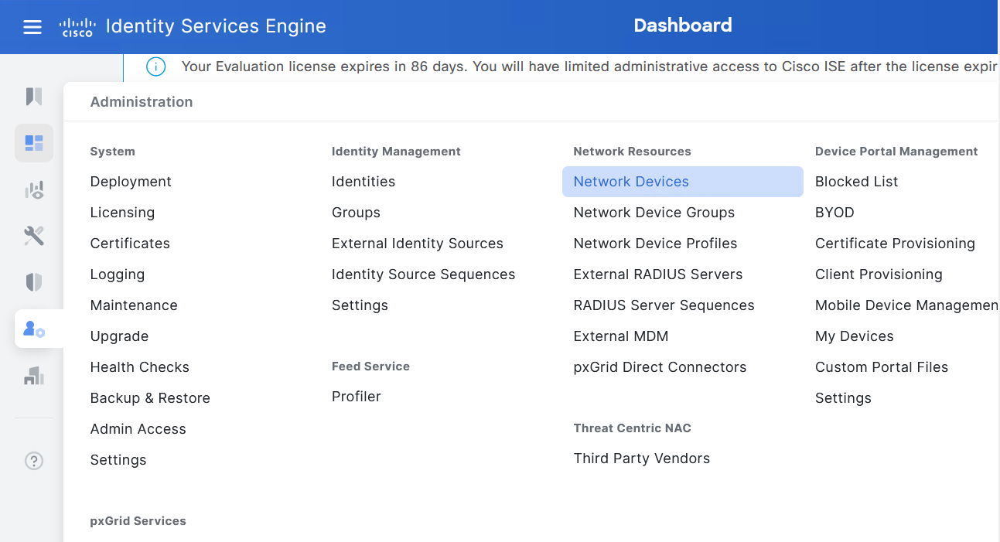 CISCO Identity Services Engine
Dashboard
Your Evaluation license expires in 86 days. You will have limited administrative access to Cisco ISE after the license expir
Administration
System
Deployment
Licensing
Certificates
Logging
Maintenance
Upgrade
Health Checks
Backup & Restore
Admin Access
Settings
pxGrid Services
Identity Management
Identities
Groups
External Identity Sources
Identity Source Sequences
Settings
Feed Service
Profiler
Network Resources
Network Devices
Network Device Groups
Network Device Profiles
External RADIUS Servers
RADIUS Server Sequences
External MDM
pxGrid Direct Connectors
Threat Centric NAC
Third Party Vendors
Device Portal Management
Blocked List
BYOD
Certificate Provisioning
Client Provisioning
Mobile Device Managemen
My Devices
Custom Portal Files
Settings